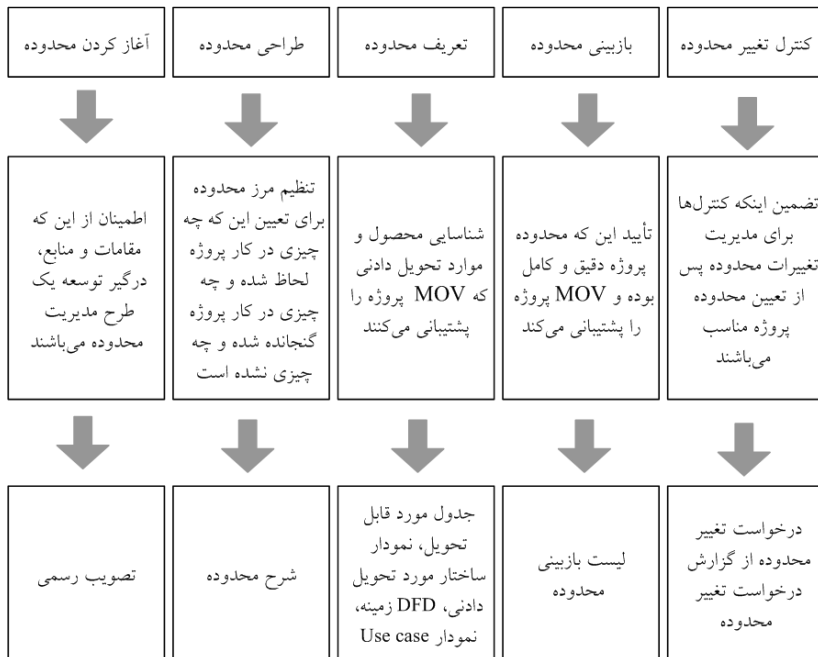 آغاز کردن محدوده
طراحی محدوده
تعریف محدوده
بازبینی محدوده
کنترل تغییر محدوده
اطمینان از این که
مقامات و منابع،
درگیر توسعه یک
طرح مدیریت
محدوده می‌باشند
تنظیم مرز محدوده
برای تعیین این که چه
چیزی در کار پروژه
لحاظ شده و چه
چیزی در کار پروژه
گنجانده شده و چه
چیزی نشده است
شناسایی محصول و
موارد تحویل دادنی
که MOV پروژه را
پشتیبانی می‌کنند
تأیید این که محدوده
پروژه دقیق و کامل
بوده و MOV پروژه
را پشتیبانی می‌کند
تضمین اینکه کنترل‌ها
برای مدیریت
تغییرات محدوده پس
از تعیین محدوده
پروژه مناسب
می‌باشند
تصویب رسمی
شرح محدوده
جدول مورد قابل
تحویل، نمودار
ساختار مورد تحویل
دادنی، DFD زمینه،
نمودار Use case
لیست بازبینی
محدوده
درخواست تغییر
محدوده از گزارش
درخواست تغییر
محدوده